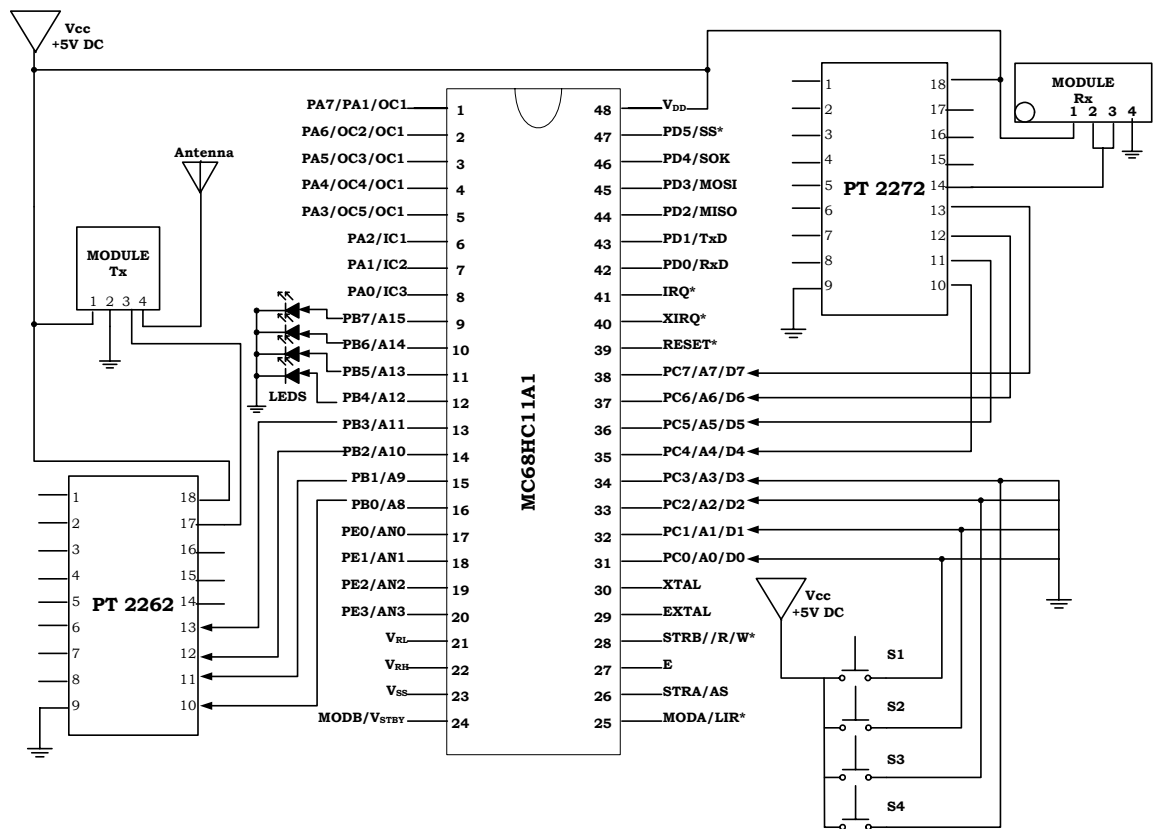 Vcc
+5V DC
Antenna
MODULE
Tx
1 2 3 4
LEDS
PT 2262
1
2
3
4
5
6
7
8
9
18
17
16
15
14
13
12
11
10
MC68HC11A1
PA7/PA1/OC1 1
PA6/OC2/OC1 2
PA5/OC3/OC1 3
PA4/OC4/OC1 4
PA3/OC5/OC1 5
PA2/IC1 6
PA1/IC2 7
PA0/IC3 8
PB7/A15 9
PB6/A14 10
PB5/A13 11
PB4/A12 12
PB3/A11 13
PB2/A10 14
PB1/A9 15
PB0/A8 16
PE0/AN0 17
PE1/AN1 18
PE2/AN2 19
PE3/AN3 20
VRL 21
VRH 22
VSS 23
MODB/VSTBY 24
48 VDD
47 PD5/SS*
46 PD4/SOK
45 PD3/MOSI
44 PD2/MISO
43 PD1/TxD
42 PD0/RxD
41 IRQ*
40 XIRQ*
39 RESET*
38 PC7/A7/D7
37 PC6/A6/D6
36 PC5/A5/D5
35 PC4/A4/D4
34 PC3/A3/D3
33 PC2/A2/D2
32 PC1/A1/D1
31 PC0/A0/D0
30 XTAL
29 EXTAL
28 STRB//R/W*
27 E
26 STRA/AS
25 MODA/LIR*
PT 2272
1
2
3
4
5
6
7
8
9
18
17
16
15
14
13
12
11
10
MODULE
Rx
1 2 3 4
Vcc
+5V DC
S1
S2
S3
S4